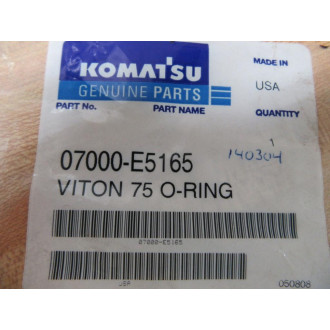 KOMATSU
GENUINE PARTS
MADE IN
USA
PART No. PART NAME QUANTITY
1
07000-E5165 140304
VITON 75 O-RING
07000-E5165
USA
050808